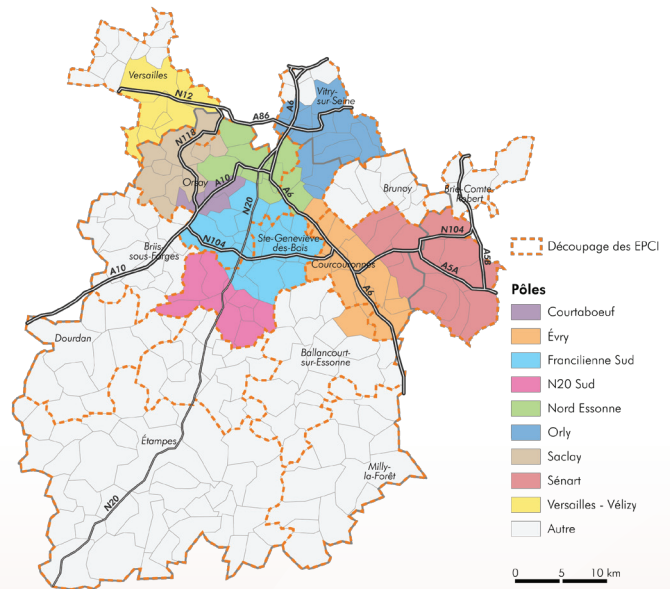 Versailles
N12
Vitry-
sur-Seine
A6
A86
N118
Orsay
A10
Brunoy
Brie-Comte
Robert
N20
A6
Ste-Geneviève
des-Bois
N104
N104
Briis
sous-Forges
Courcouronnes
A5A
A5B
A10
A6
Dourdan
Ballancourt
sur-Essonne
Étampes
Milly-
la-Forêt
N20
Découpage des EPCI
Pôles
Courtaboeuf
Évry
Francilienne Sud
N20 Sud
Nord Essonne
Orly
Saclay
Sénart
Versailles - Vélizy
Autre
0 5 10 km